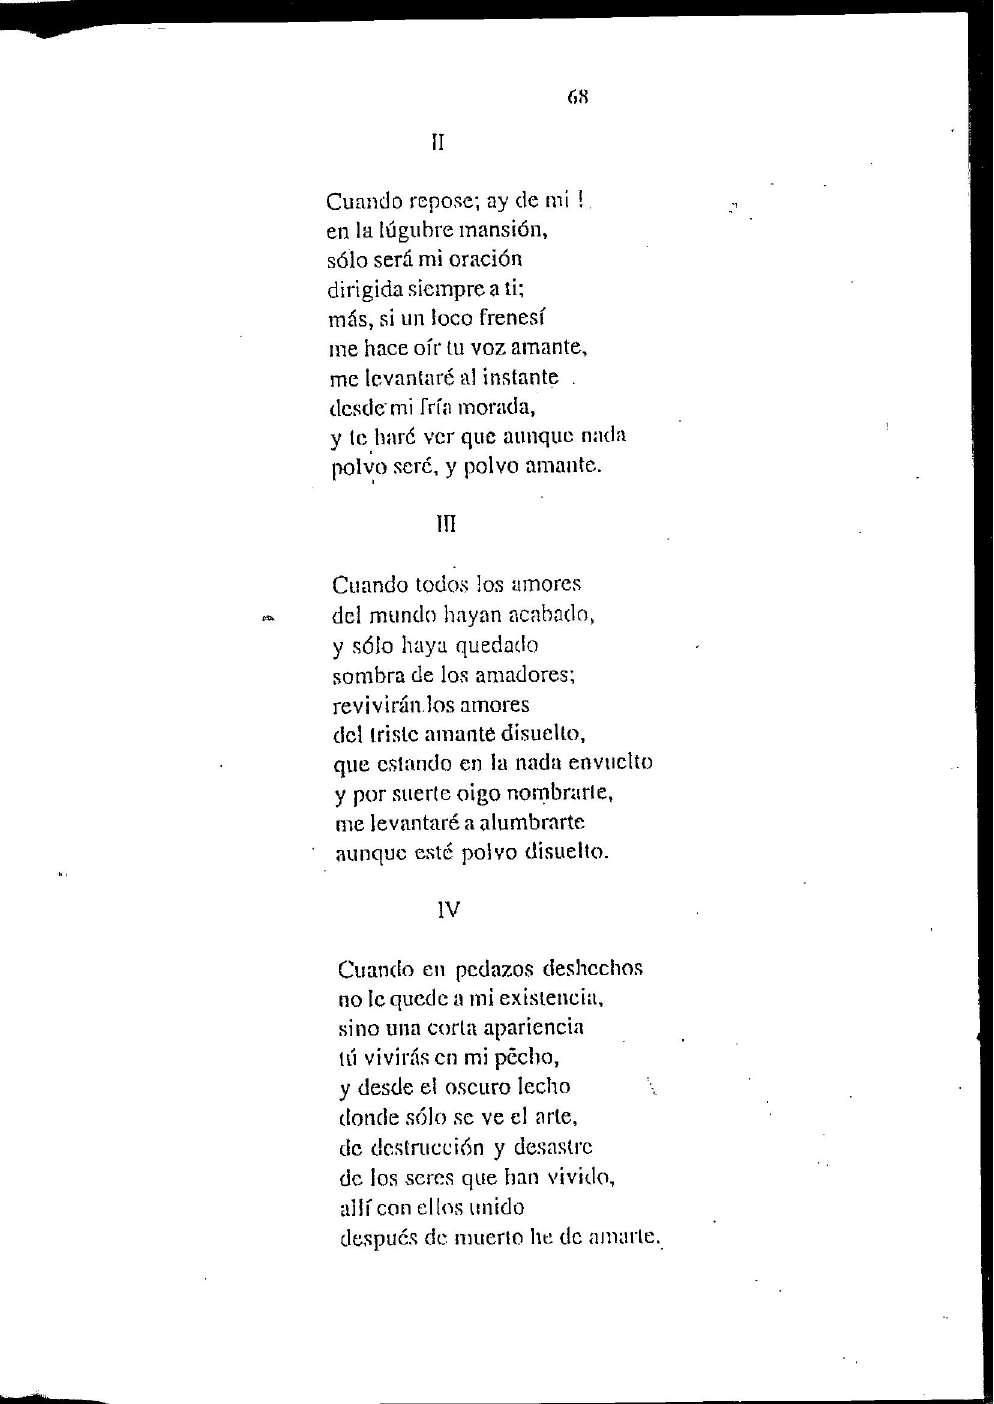 68
II
Cuando repose; ay de mi !
en la lúgubre mansión,
sólo será mi oración
dirigida siempre a ti;
más, si un loco frenesí
me hace oír tu voz amante,
me levantaré al instante
desde mi fría morada,
y te haré ver que aunque nada
polvo seré, y polvo amante.
III
Cuando todos los amores
del mundo hayan acabado,
y sólo haya quedado
sombra de los amadores;
revivirán los amores
del triste amante disuelto,
que estando en la nada envuelto
y por suerte oigo nombrarte,
me levantaré a alumbrarte
aunque esté polvo disuelto.
IV
Cuando en pedazos deshechos
no le quede a mi existencia,
sino una corta apariencia
tú vivirás en mi pecho,
y desde el oscuro lecho
donde sólo se ve el arte,
de destrucción y desastre
de los seres que han vivido,
allí con ellos unido
después de muerto he de amarte.